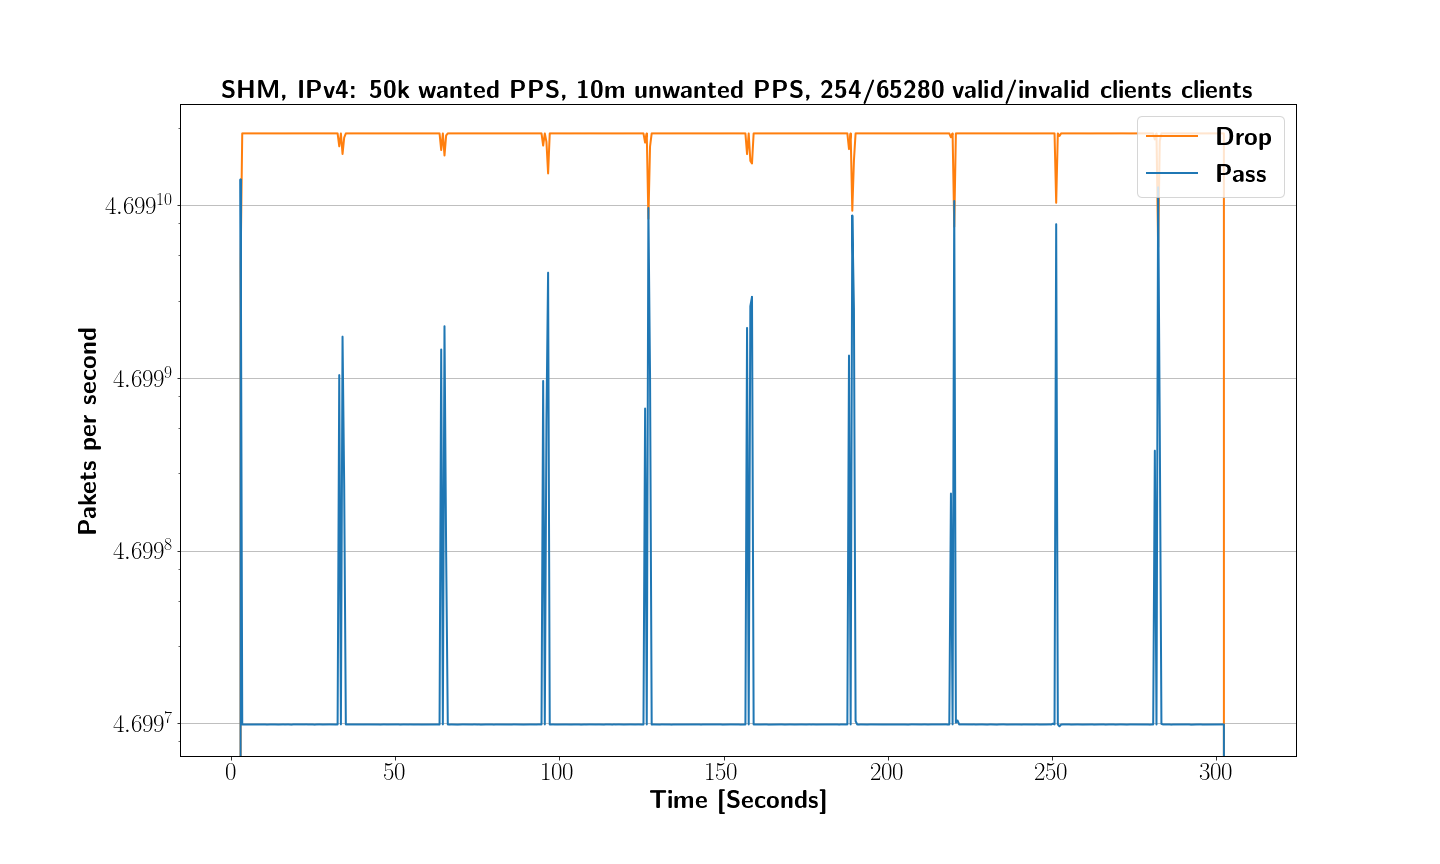 SHM, IPv4: 50k wanted PPS, 10m unwanted PPS, 254/65280 valid/invalid clients clients
Drop
Pass
4.699^10
4.699^9
4.699^8
4.699^7
Pakets per second
0 50 100 150 200 250 300
Time [Seconds]